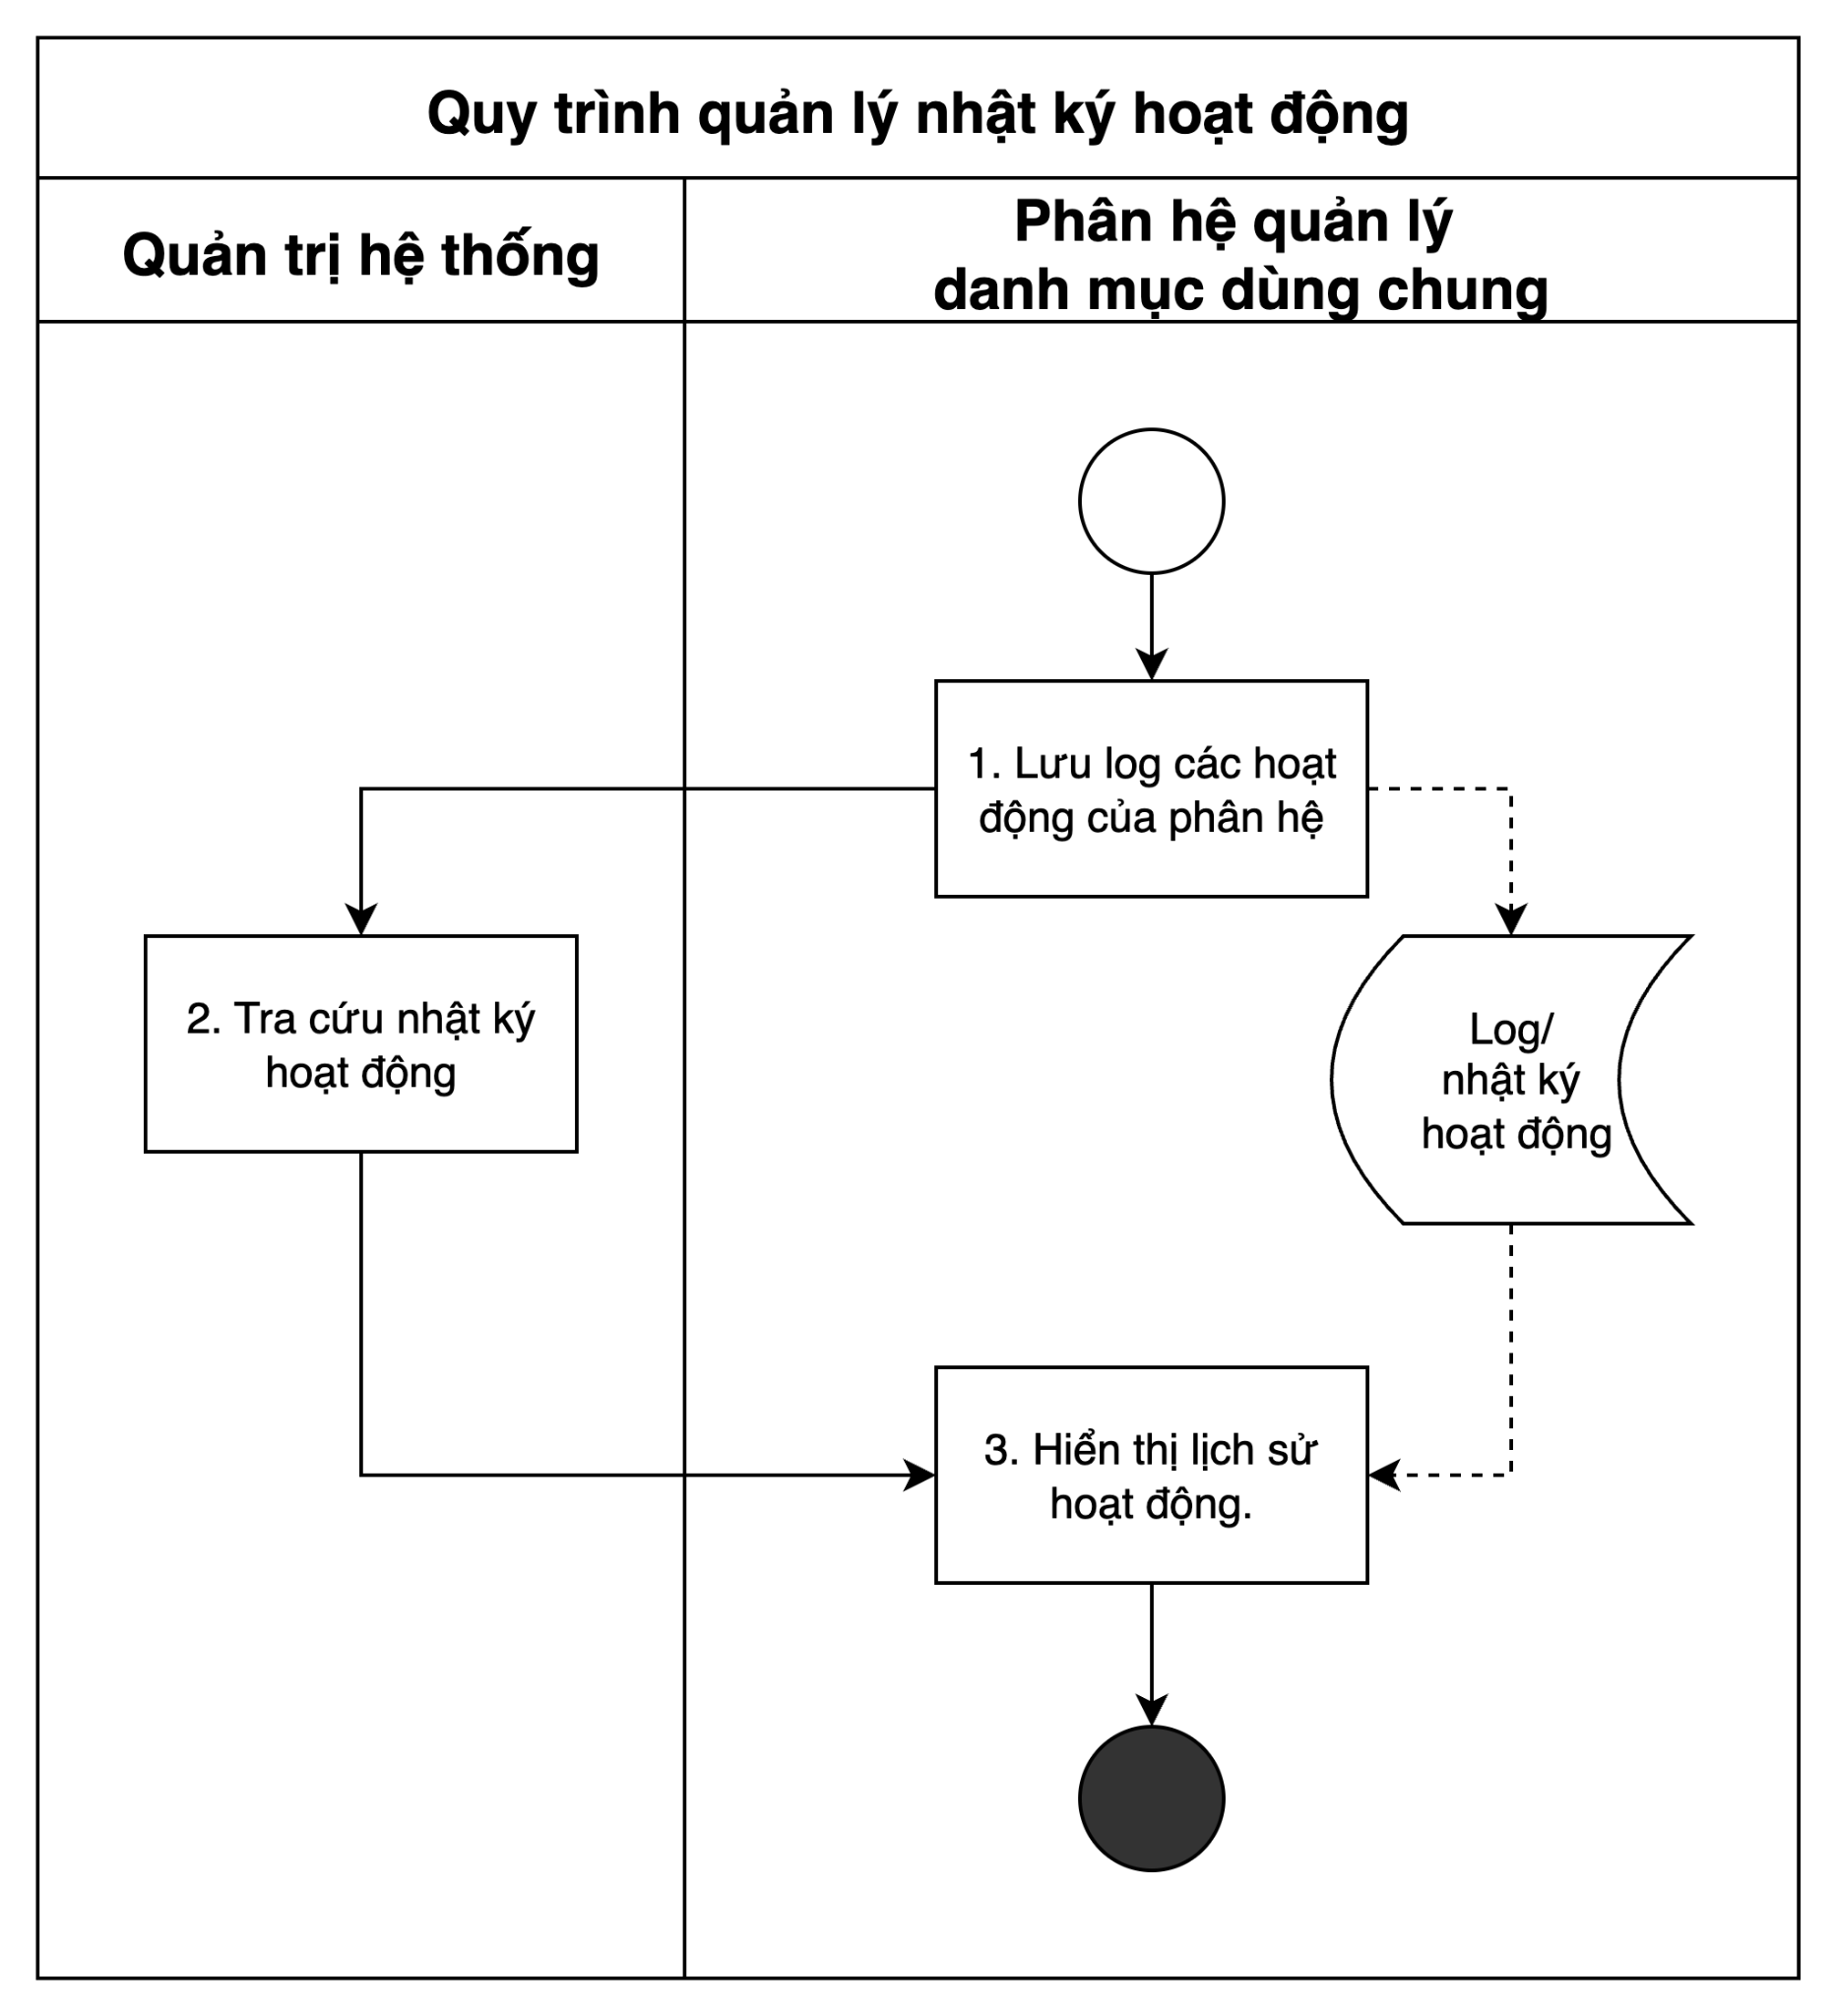 Quy trình quản lý nhật ký hoạt động
Quản trị hệ thống
Phân hệ quản lý
danh mục dùng chung
1. Lưu log các hoạt
động của phân hệ
2. Tra cứu nhật ký
hoạt động
Log/
nhật ký
hoạt động
3. Hiển thị lịch sử
hoạt động.